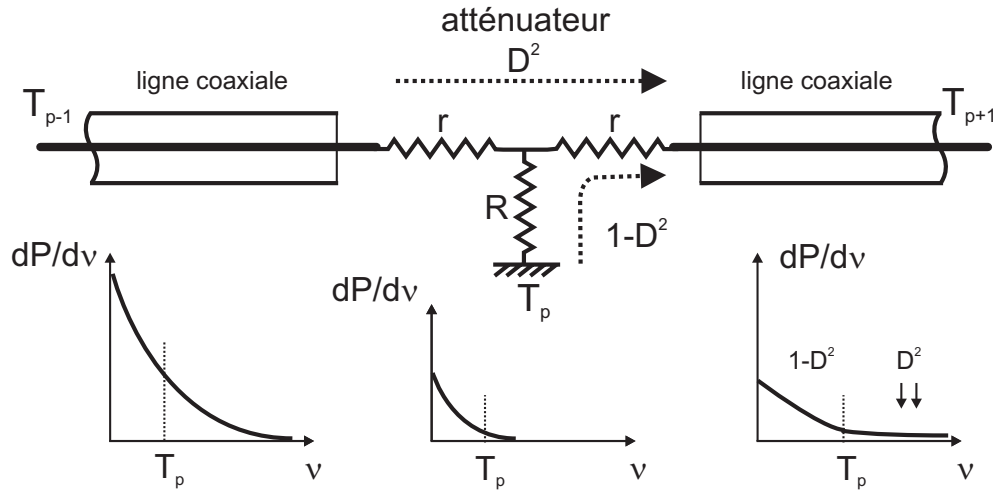 atténuateur
D²
ligne coaxiale
ligne coaxiale
T_{p-1}
T_{p+1}
r
r
R
1-D²
T_p
dP/dν
dP/dν
dP/dν
1-D²
D²
T_p
ν
T_p
ν
T_p
ν